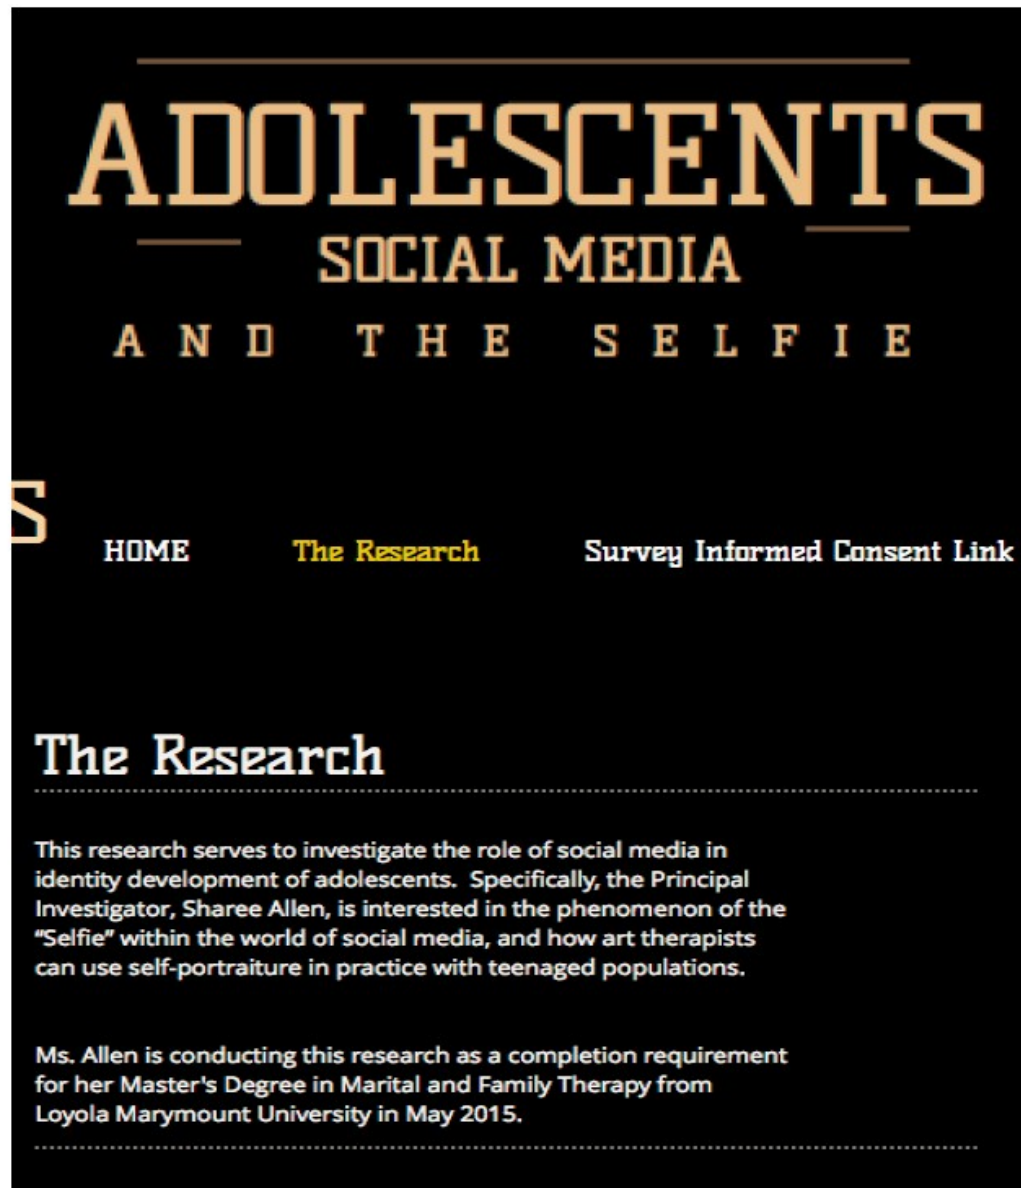 ADOLESCENTS
SOCIAL MEDIA
AND THE SELFIE
S
HOME The Research Survey Informed Consent Link
The Research
This research serves to investigate the role of social media in
identity development of adolescents.  Specifically, the Principal
Investigator, Sharee Allen, is interested in the phenomenon of the
“Selfie” within the world of social media, and how art therapists
can use self-portraiture in practice with teenaged populations.
Ms. Allen is conducting this research as a completion requirement
for her Master's Degree in Marital and Family Therapy from
Loyola Marymount University in May 2015.